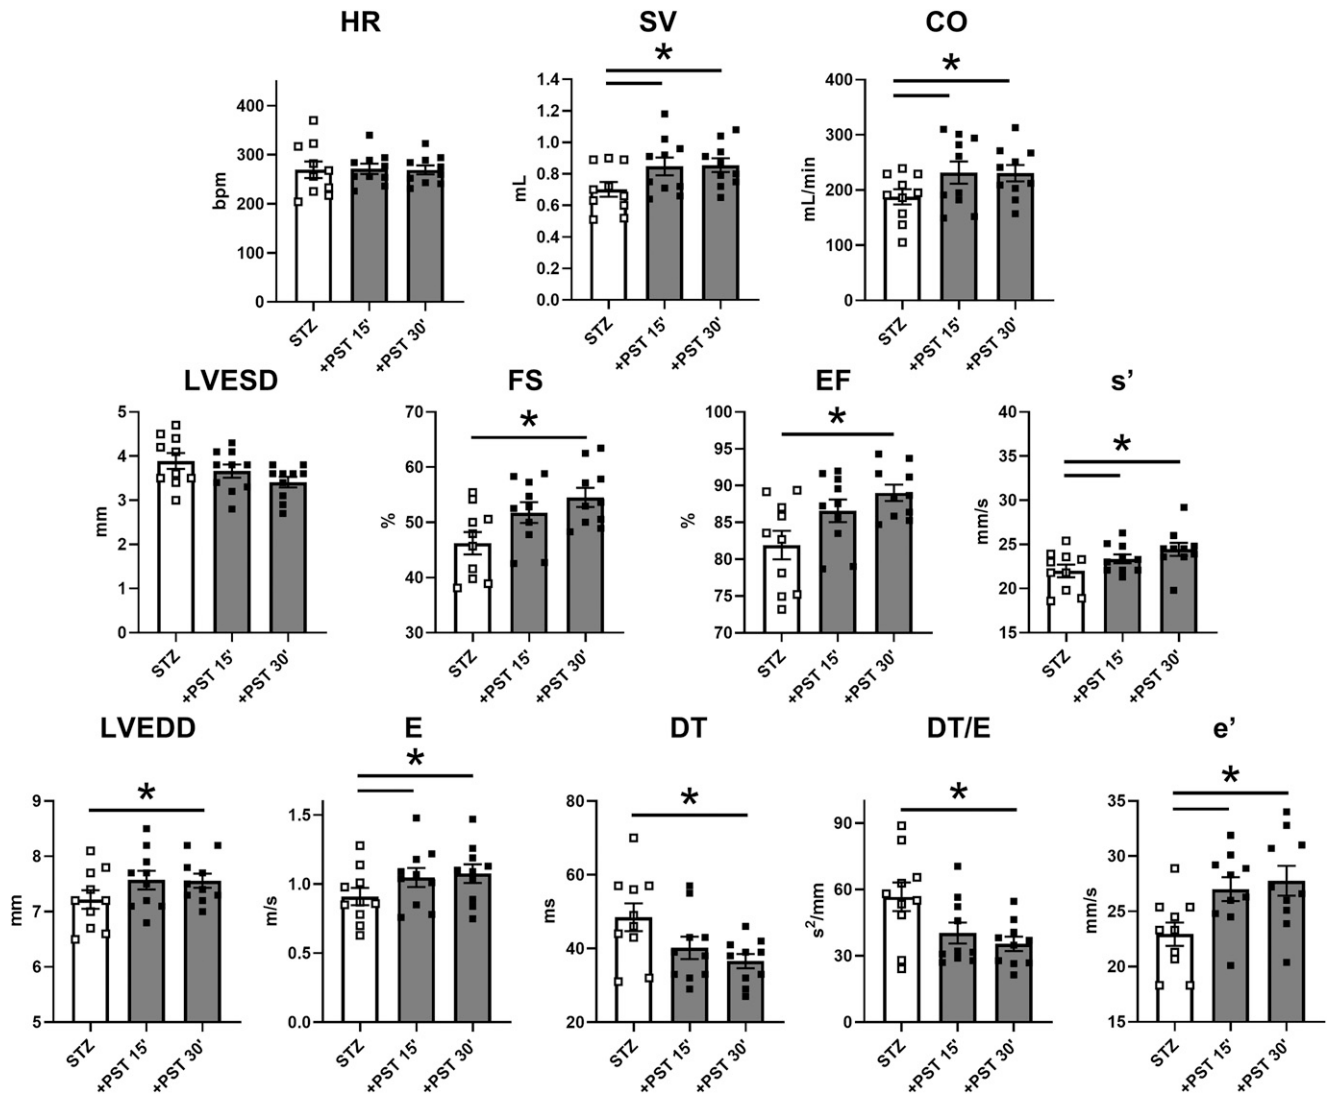 HR SV CO
* *
400
300
200
100
0
bpm
STZ
+PST 15'
+PST 30'
1.4
1.2
1.0
0.8
0.6
0.4
0.2
0.0
mL
STZ
+PST 15'
+PST 30'
400
300
200
100
0
mL/min
STZ
+PST 15'
+PST 30'
LVESD FS EF s’
* * *
5
4
3
2
1
0
mm
STZ
+PST 15'
+PST 30'
70
60
50
40
30
%
STZ
+PST 15'
+PST 30'
100
95
90
85
80
75
70
%
STZ
+PST 15'
+PST 30'
40
35
30
25
20
15
mm/s
STZ
+PST 15'
+PST 30'
LVEDD E DT DT/E e’
* * * * *
9
8
7
6
5
mm
STZ
+PST 15'
+PST 30'
1.5
1.0
0.5
0.0
m/s
STZ
+PST 15'
+PST 30'
80
60
40
20
ms
STZ
+PST 15'
+PST 30'
90
60
30
0
s²/mm
STZ
+PST 15'
+PST 30'
35
30
25
20
15
mm/s
STZ
+PST 15'
+PST 30'